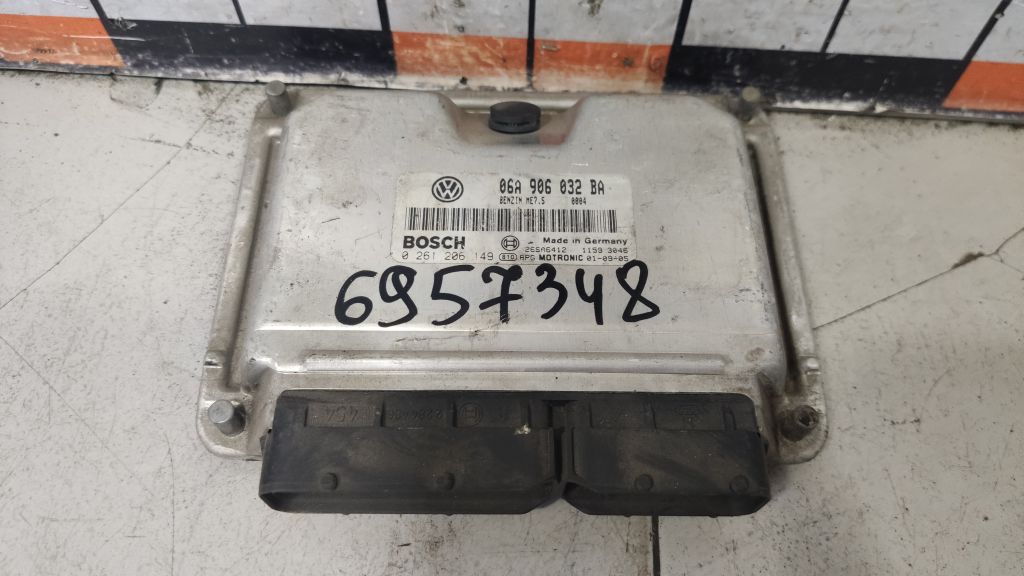 06A 906 032 BA
BENZIN ME7.5 0004
BOSCH Made in Germany
26SA6412 1159 3046
0 261 206 149 APG MOTRONIC 01-09-05
6957348